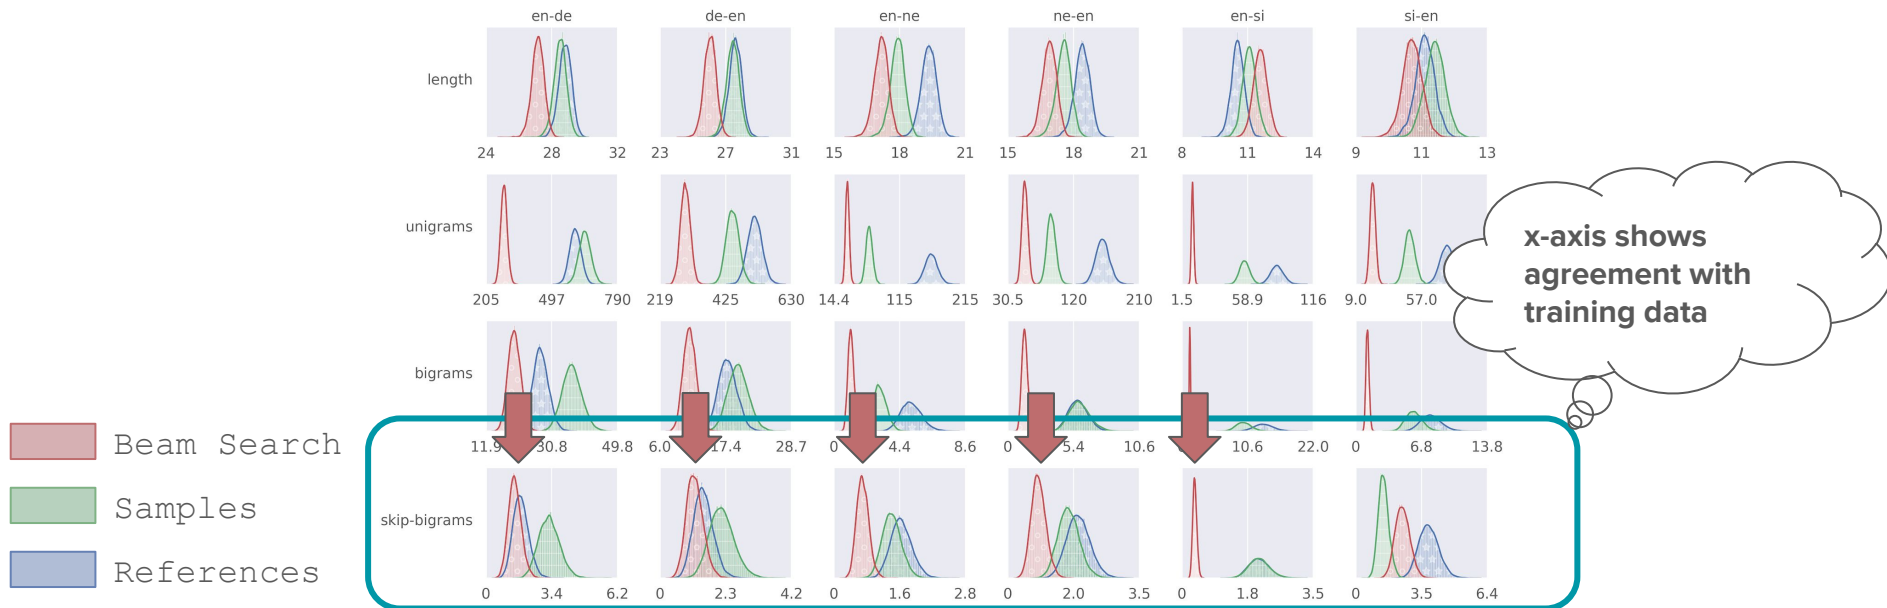 en-de de-en en-ne ne-en en-si si-en
length
24 28 32 23 27 31 15 18 21 15 18 21 8 11 14 9 11 13
unigrams
205 497 790 219 425 630 14.4 115 215 30.5 120 210 1.5 58.9 116 9.0 57.0
x-axis shows
agreement with
training data
bigrams
11.9 30.8 49.8 6.0 17.4 28.7 0 4.4 8.6 0 5.4 10.6 10.6 22.0 0 6.8 13.8
skip-bigrams
0 3.4 6.2 0 2.3 4.2 0 1.6 2.8 0 2.0 3.5 0 1.8 3.5 0 3.5 6.4
Beam Search
Samples
References